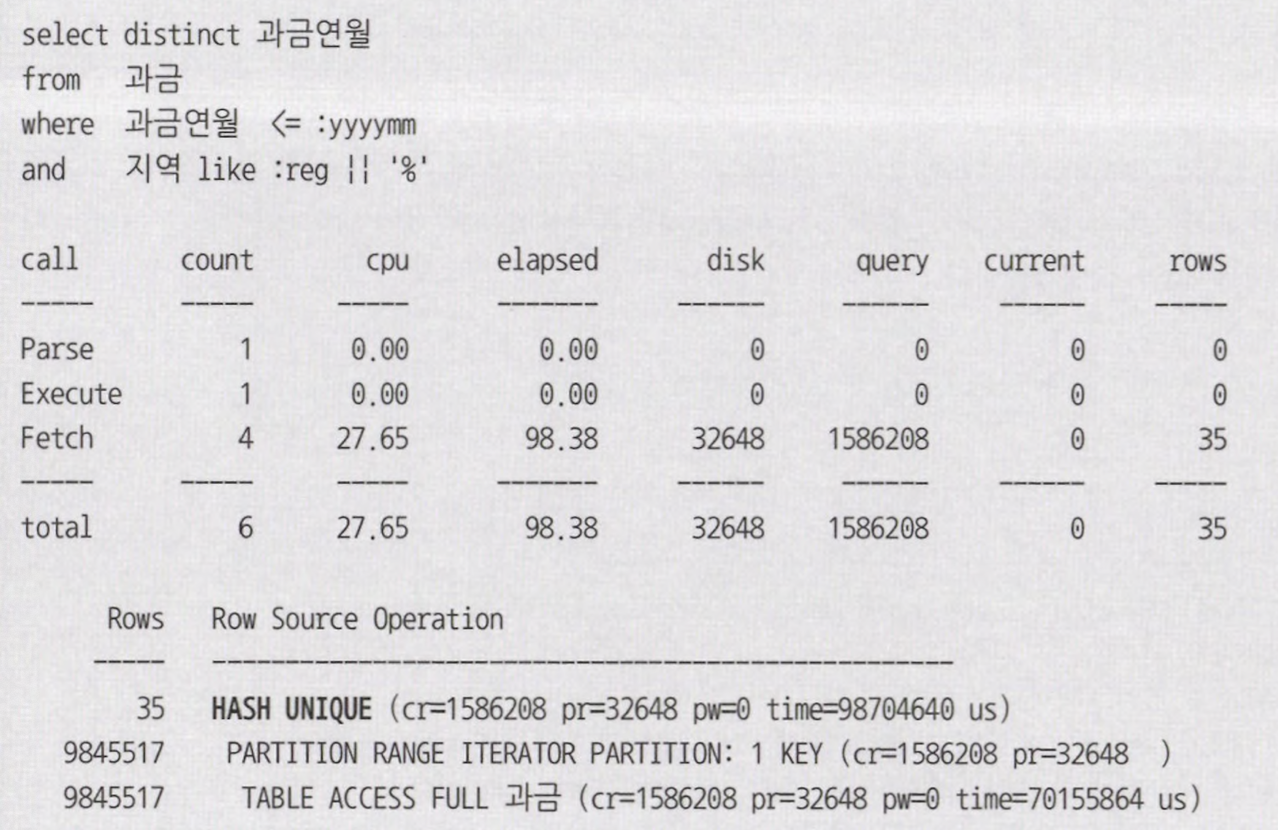 select distinct 과금연월
from 과금
where 과금연월 <= :yyyymm
and 지역 like :reg || '%'
call count cpu elapsed disk query current rows
----- ----- ----- ------- ------ ------ ------ -----
Parse 1 0.00 0.00 0 0 0 0
Execute 1 0.00 0.00 0 0 0 0
Fetch 4 27.65 98.38 32648 1586208 0 35
----- ----- ----- ------- ------ ------ ------ -----
total 6 27.65 98.38 32648 1586208 0 35
Rows Row Source Operation
----- ---------------------------------------------------
35 HASH UNIQUE (cr=1586208 pr=32648 pw=0 time=98704640 us)
9845517 PARTITION RANGE ITERATOR PARTITION: 1 KEY (cr=1586208 pr=32648 )
9845517 TABLE ACCESS FULL 과금 (cr=1586208 pr=32648 pw=0 time=70155864 us)